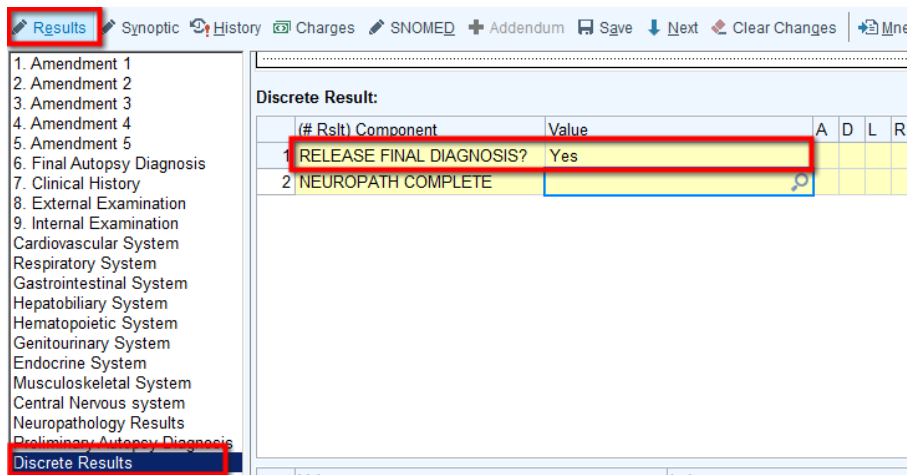 Results Synoptic History Charges SNOMED Addendum Save Next Clear Changes Mne
1. Amendment 1
2. Amendment 2
3. Amendment 3
4. Amendment 4
5. Amendment 5
6. Final Autopsy Diagnosis
7. Clinical History
8. External Examination
9. Internal Examination
Cardiovascular System
Respiratory System
Gastrointestinal System
Hepatobiliary System
Hematopoietic System
Genitourinary System
Endocrine System
Musculoskeletal System
Central Nervous system
Neuropathology Results
Preliminary Autopsy Diagnosis
Discrete Results
Discrete Result:
(# Rslt) Component Value A D L R
1 RELEASE FINAL DIAGNOSIS? Yes
2 NEUROPATH COMPLETE